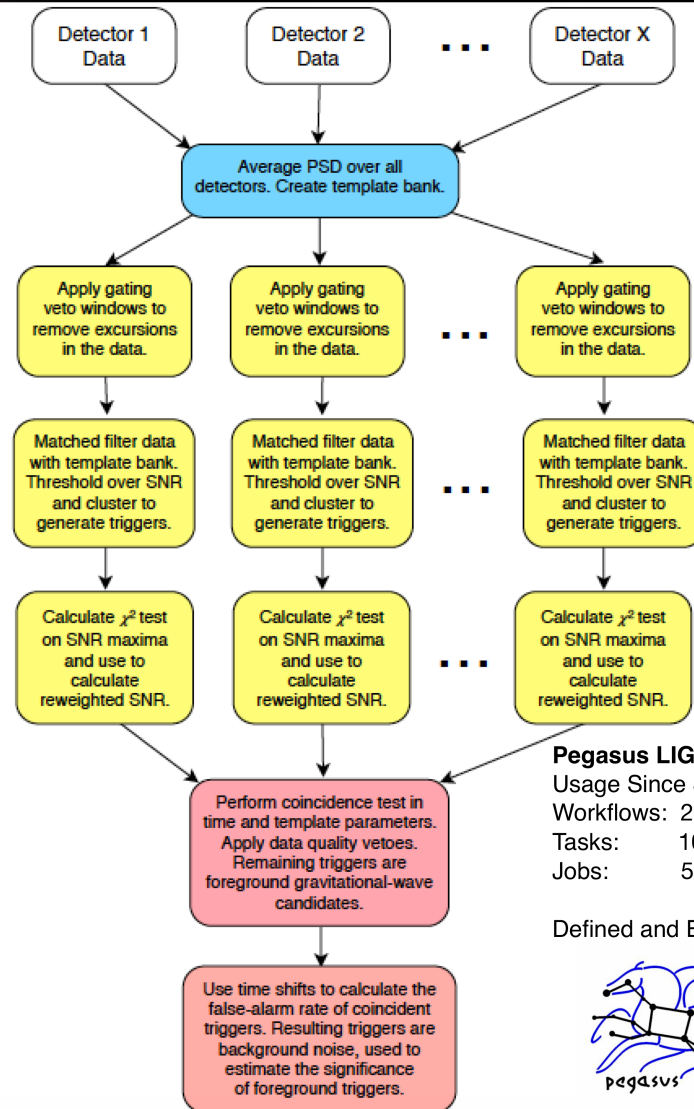 Detector 1
Data
Detector 2
Data
...
Detector X
Data
Average PSD over all
detectors. Create template bank.
Apply gating
veto windows to
remove excursions
in the data.
Apply gating
veto windows to
remove excursions
in the data.
...
Apply gating
veto windows to
remove excursions
in the data.
Matched filter data
with template bank.
Threshold over SNR
and cluster to
generate triggers.
Matched filter data
with template bank.
Threshold over SNR
and cluster to
generate triggers.
...
Matched filter data
with template bank.
Threshold over SNR
and cluster to
generate triggers.
Calculate χ² test
on SNR maxima
and use to
calculate
reweighted SNR.
Calculate χ² test
on SNR maxima
and use to
calculate
reweighted SNR.
...
Calculate χ² test
on SNR maxima
and use to
calculate
reweighted SNR.
Perform coincidence test in
time and template parameters.
Apply data quality vetoes.
Remaining triggers are
foreground gravitational-wave
candidates.
Use time shifts to calculate the
false-alarm rate of coincident
triggers. Resulting triggers are
background noise, used to
estimate the significance
of foreground triggers.
Pegasus LIG
Usage Since
Workflows: 2
Tasks: 10
Jobs: 5
Defined and E
pegasus